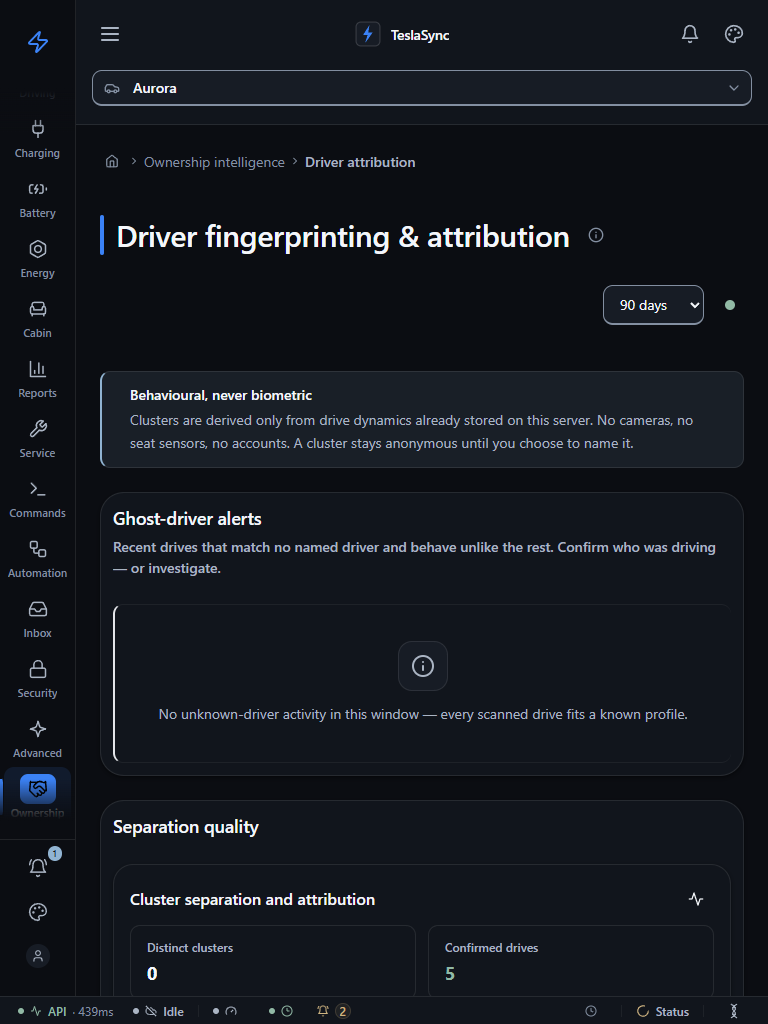 TeslaSync
Aurora
Driving
Charging
Battery
Energy
Cabin
Reports
Service
Commands
Automation
Inbox
Security
Advanced
Ownership
1
Ownership intelligence
Driver attribution
Driver fingerprinting & attribution
90 days
Behavioural, never biometric
Clusters are derived only from drive dynamics already stored on this server. No cameras, no
seat sensors, no accounts. A cluster stays anonymous until you choose to name it.
Ghost-driver alerts
Recent drives that match no named driver and behave unlike the rest. Confirm who was driving
— or investigate.
No unknown-driver activity in this window — every scanned drive fits a known profile.
Separation quality
Cluster separation and attribution
Distinct clusters
0
Confirmed drives
5
API · 439ms
Idle
2
Status